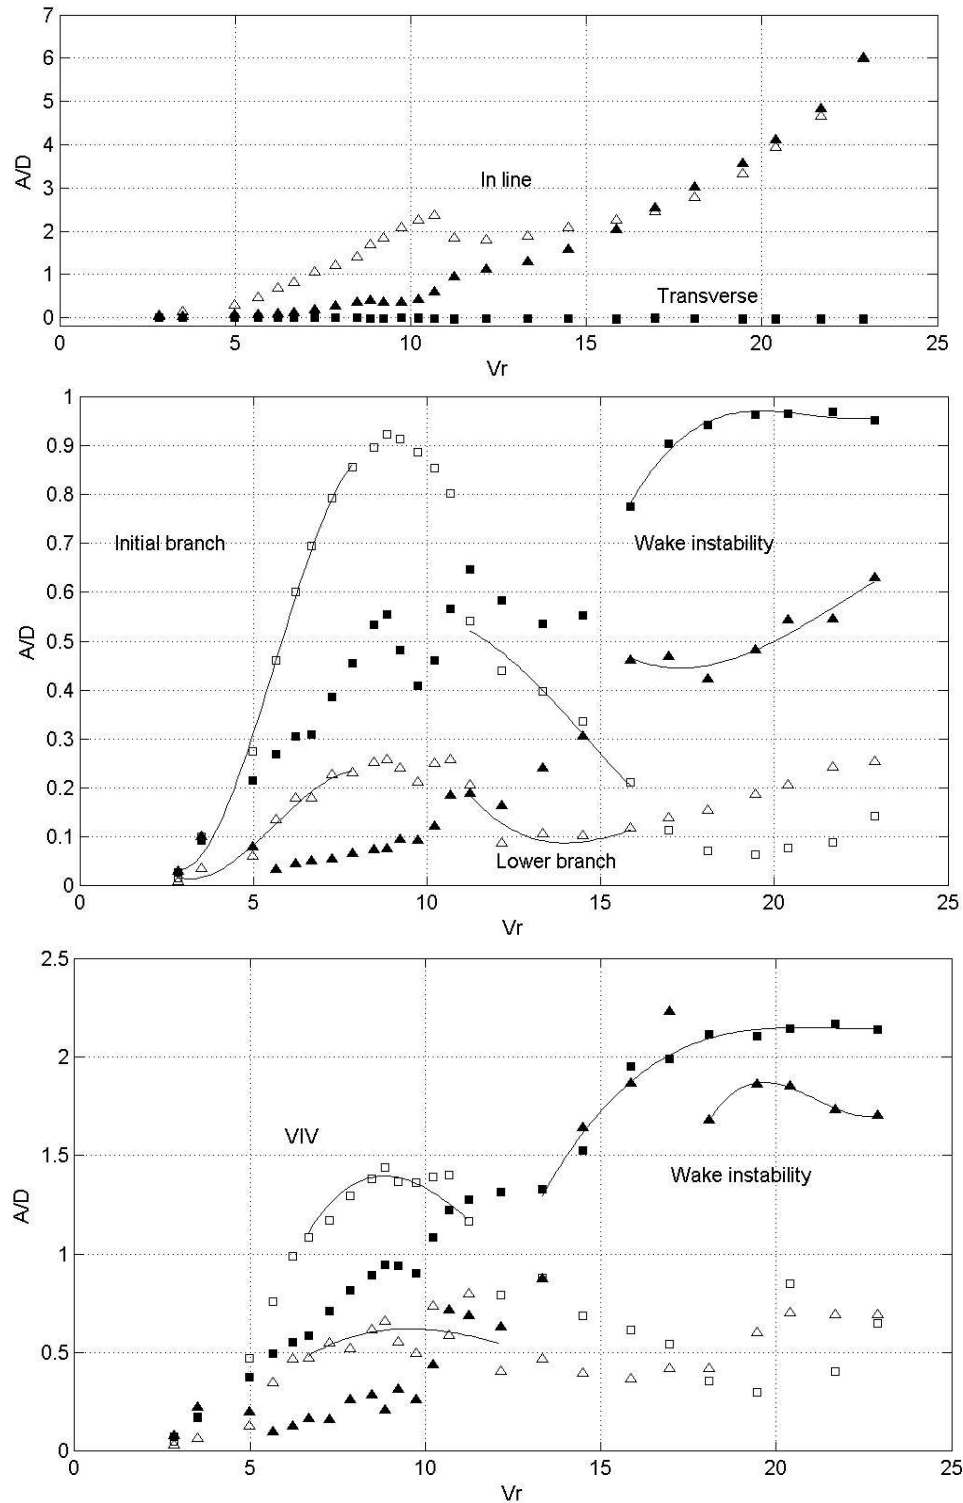 7
6
5
4
3
2
1
0
A/D
In line
Transverse
0 5 10 15 20 25
Vr
1
0.9
0.8
0.7
0.6
0.5
0.4
0.3
0.2
0.1
0
A/D
Initial branch
Wake instability
Lower branch
0 5 10 15 20 25
Vr
2.5
2
1.5
1
0.5
0
A/D
VIV
Wake instability
0 5 10 15 20 25
Vr